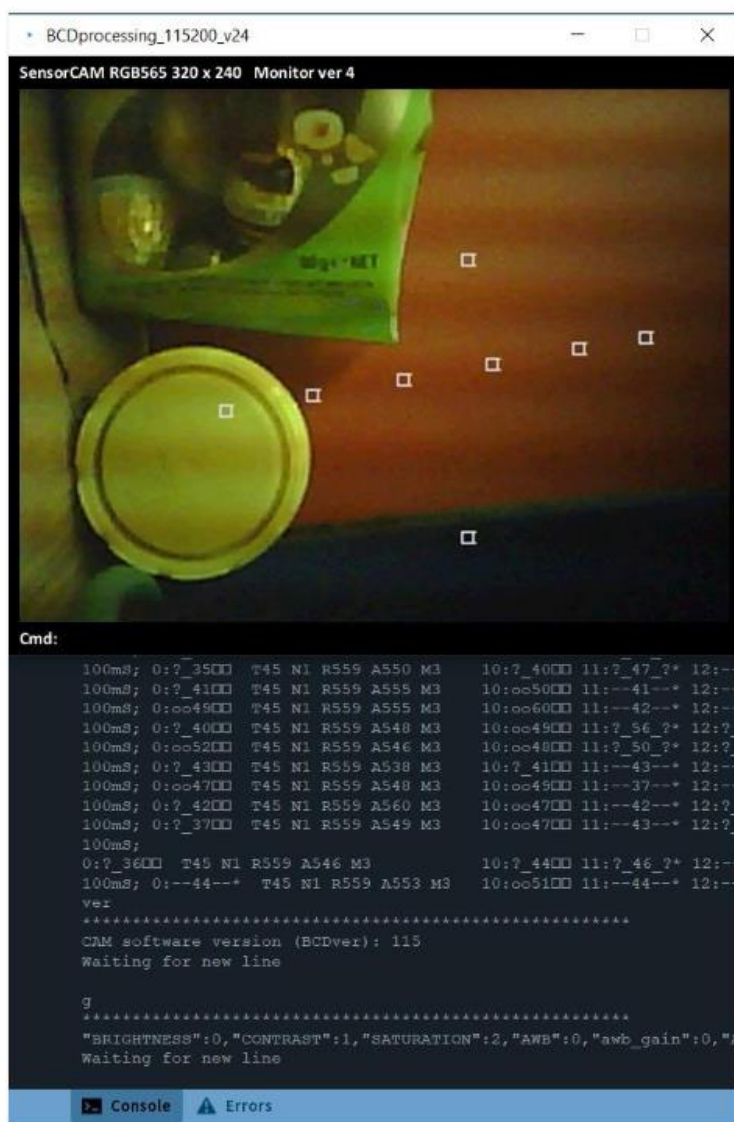 BCDprocessing_115200_v24
SensorCAM RGB565 320 x 240 Monitor ver 4
NET
Cmd:
100mS; 0:?_35□□ T45 N1 R559 A550 M3 10:?_40□□ 11:?_47_?* 12:--
100mS; 0:?_41□□ T45 N1 R559 A555 M3 10:oo50□□ 11:--41--* 12:--
100mS; 0:oo49□□ T45 N1 R559 A555 M3 10:oo60□□ 11:--42--* 12:--
100mS; 0:?_40□□ T45 N1 R559 A548 M3 10:oo49□□ 11:?_56_?* 12:?_
100mS; 0:oo52□□ T45 N1 R559 A546 M3 10:oo48□□ 11:?_50_?* 12:?_
100mS; 0:?_43□□ T45 N1 R559 A538 M3 10:?_41□□ 11:--43--* 12:--
100mS; 0:oo47□□ T45 N1 R559 A548 M3 10:oo49□□ 11:--37--* 12:--
100mS; 0:?_42□□ T45 N1 R559 A560 M3 10:oo47□□ 11:--42--* 12:?_
100mS; 0:?_37□□ T45 N1 R559 A549 M3 10:oo47□□ 11:--43--* 12:?_
100mS;
0:?_36□□ T45 N1 R559 A546 M3 10:?_44□□ 11:?_46_?* 12:--
100mS; 0:--44--* T45 N1 R559 A553 M3 10:oo51□□ 11:--44--* 12:--
ver
******************************************************
CAM software version (BCDver): 115
Waiting for new line
g
******************************************************
"BRIGHTNESS":0,"CONTRAST":1,"SATURATION":2,"AWB":0,"awb_gain":0,"
Waiting for new line
Console
Errors